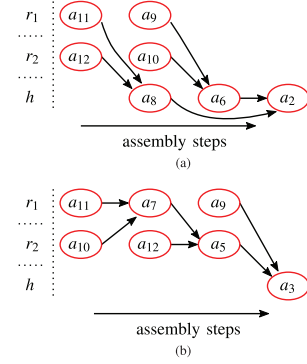 r1 a11 a9
r2 a12 a10
h a8 a6 a2
assembly steps
(a)
r1 a11 a7 a9
r2 a10 a12 a5
h a3
assembly steps
(b)